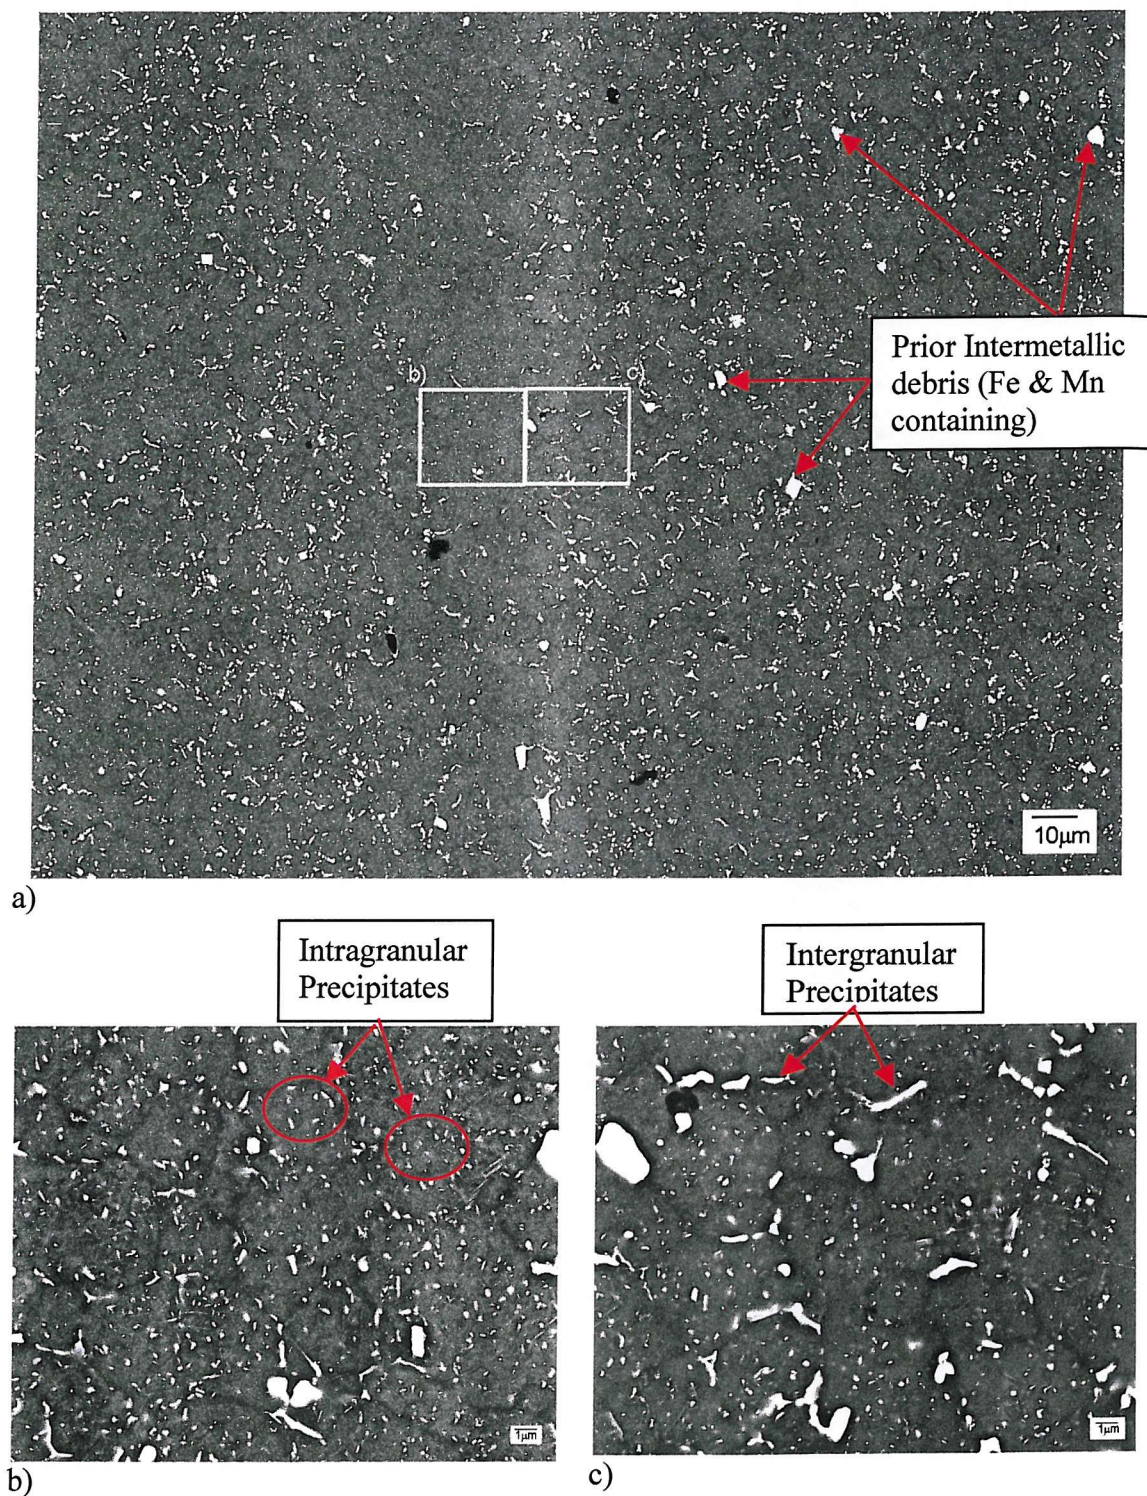 b)
c)
Prior Intermetallic
debris (Fe & Mn
containing)
10µm
a)
Intragranular
Precipitates
Intergranular
Precipitates
1µm
1µm
b)
c)